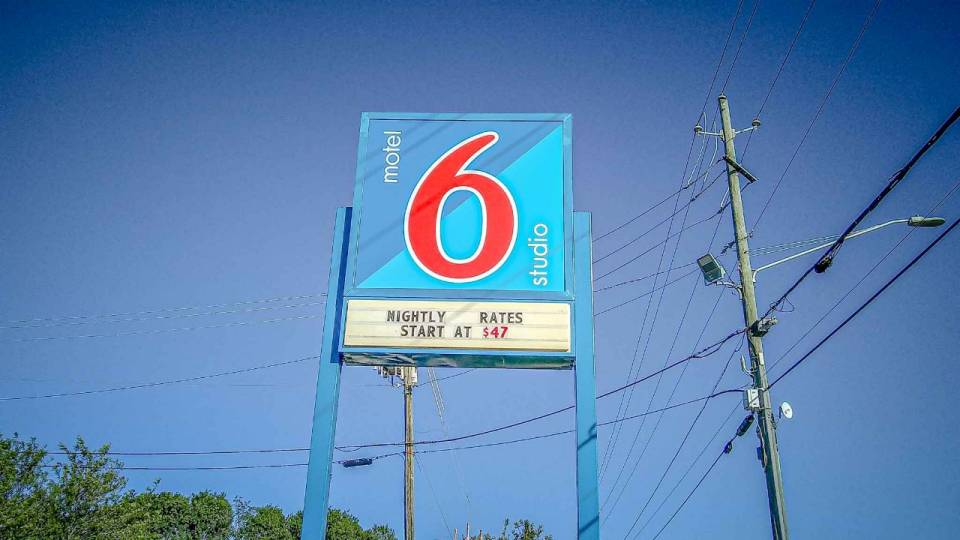 motel
6
studio
NIGHTLY RATES
START AT $47